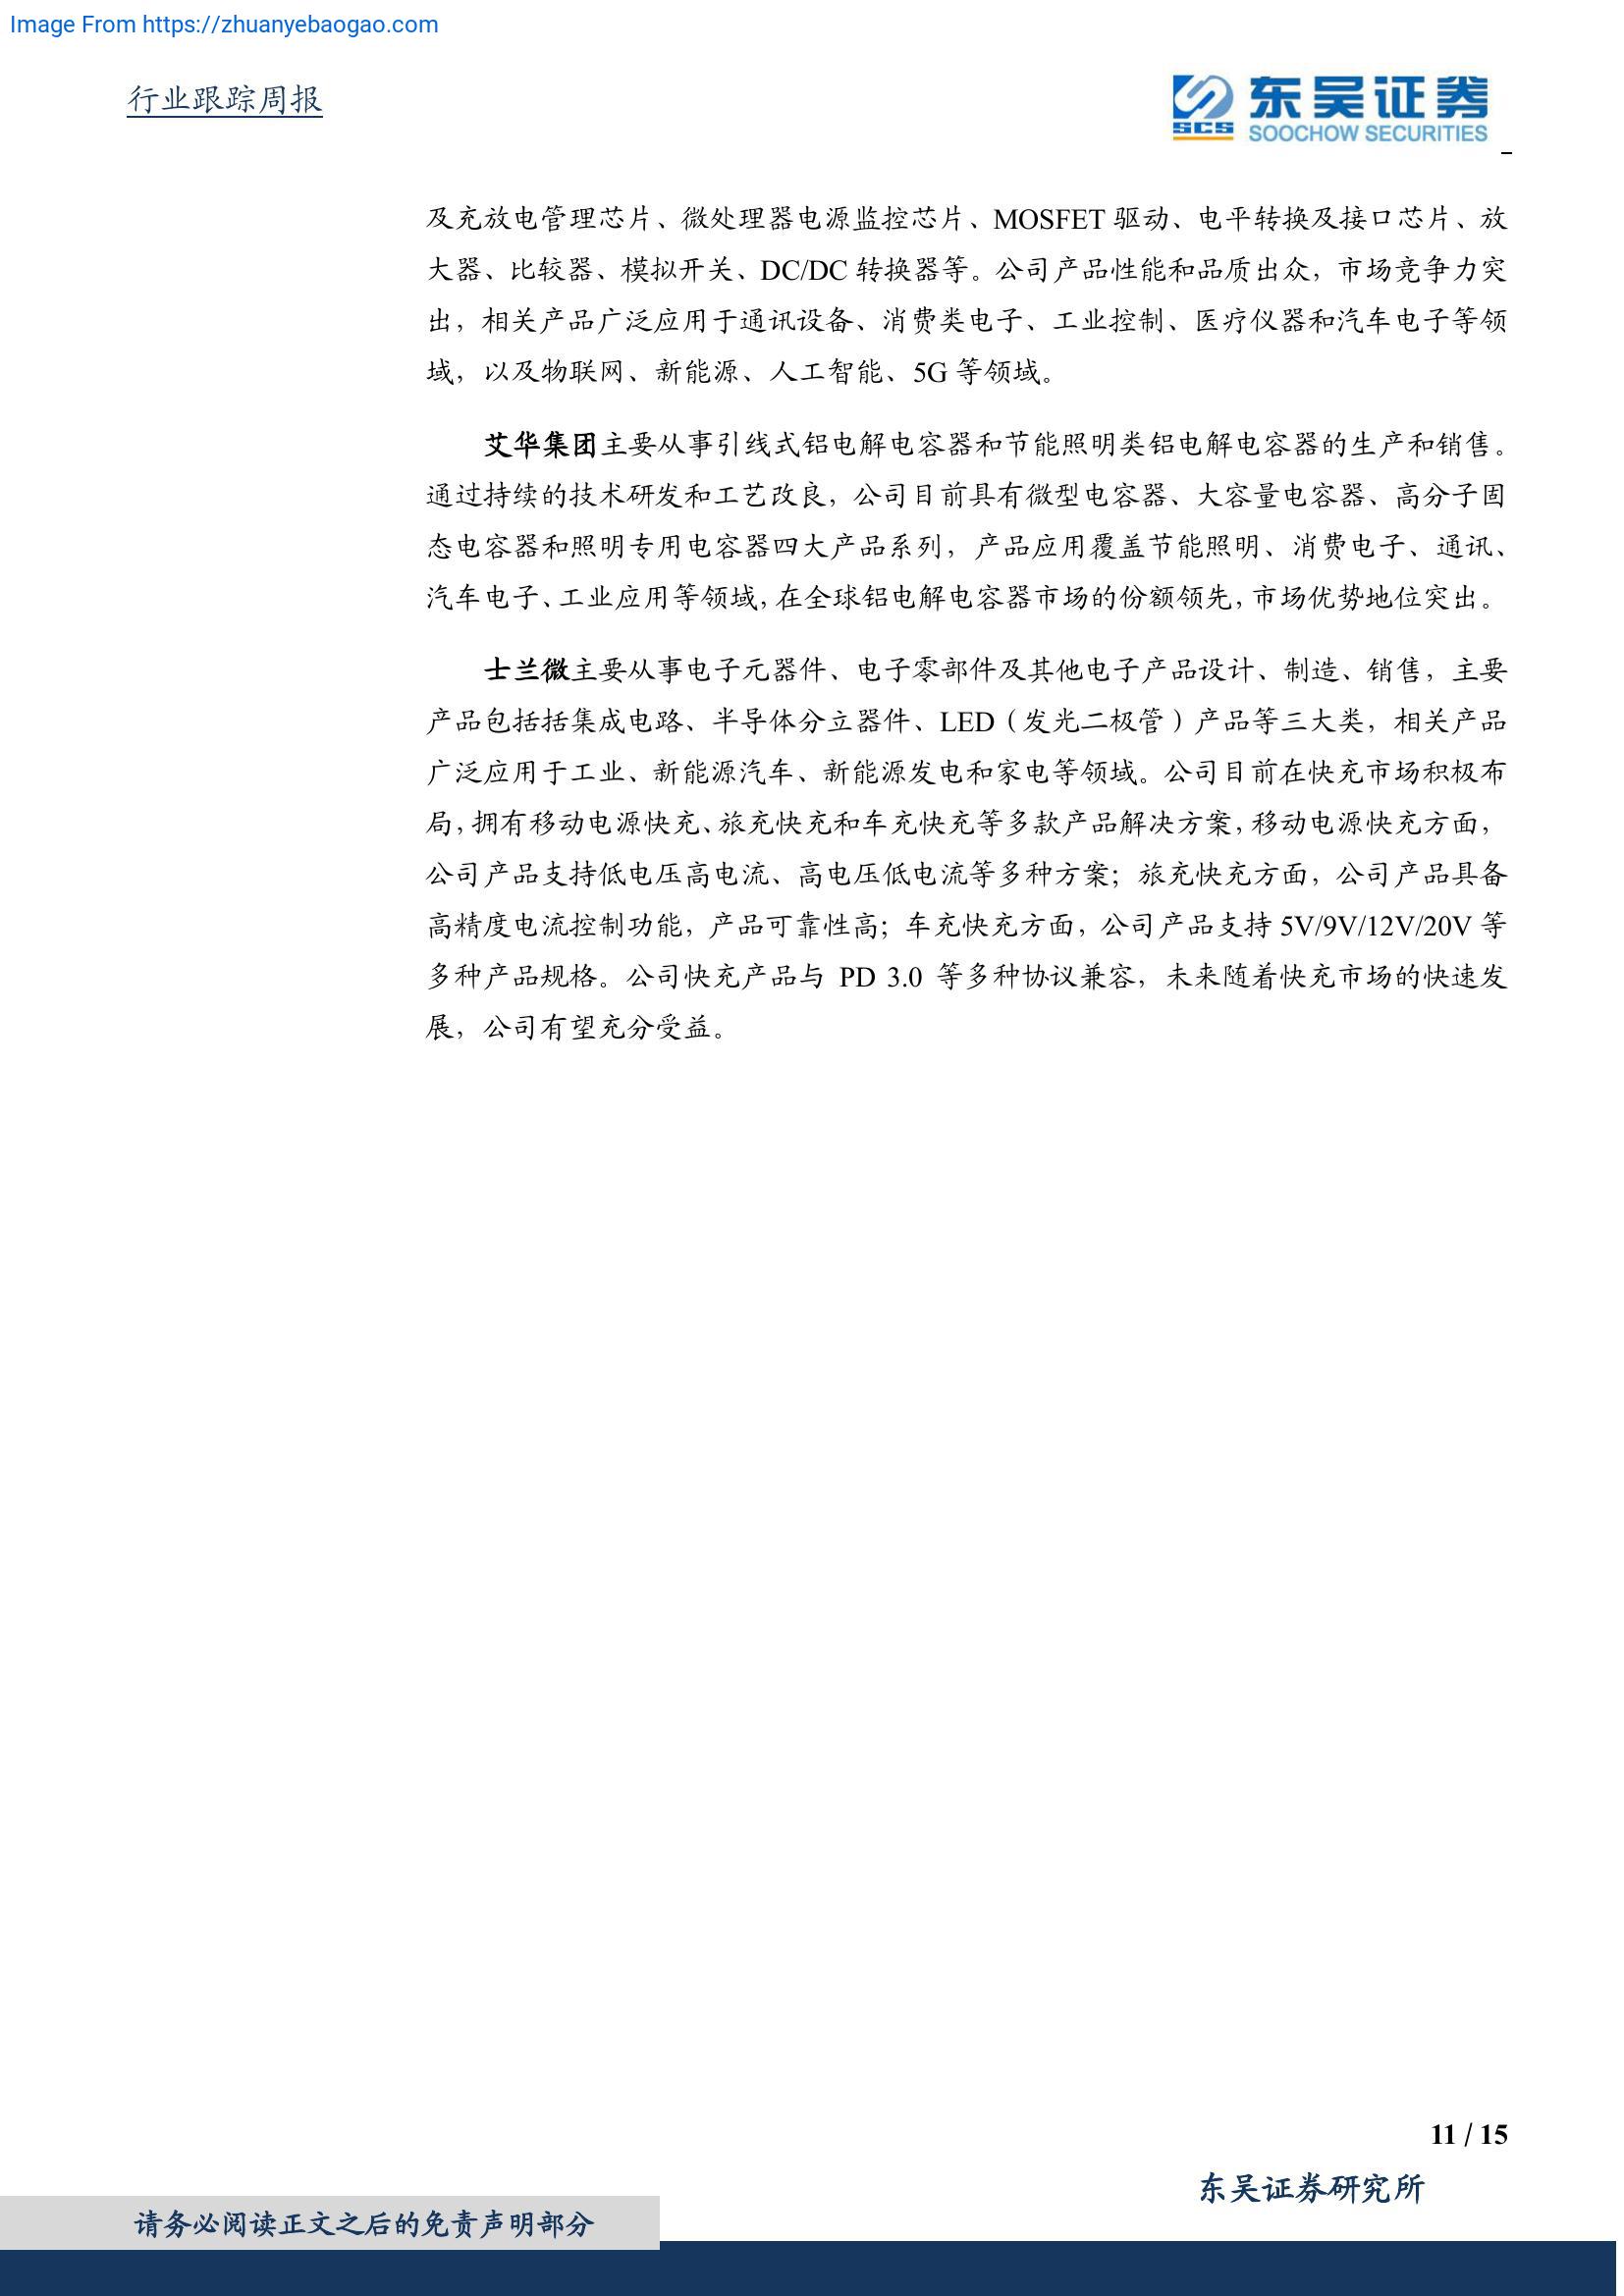 Image From https://zhuanyebaogao.com
行业跟踪周报
东吴证券
SCS
SOOCHOW SECURITIES
及充放电管理芯片、微处理器电源监控芯片、MOSFET 驱动、电平转换及接口芯片、放
大器、比较器、模拟开关、DC/DC 转换器等。公司产品性能和品质出众，市场竞争力突
出，相关产品广泛应用于通讯设备、消费类电子、工业控制、医疗仪器和汽车电子等领
域，以及物联网、新能源、人工智能、5G 等领域。
艾华集团主要从事引线式铝电解电容器和节能照明类铝电解电容器的生产和销售。
通过持续的技术研发和工艺改良，公司目前具有微型电容器、大容量电容器、高分子固
态电容器和照明专用电容器四大产品系列，产品应用覆盖节能照明、消费电子、通讯、
汽车电子、工业应用等领域，在全球铝电解电容器市场的份额领先，市场优势地位突出。
士兰微主要从事电子元器件、电子零部件及其他电子产品设计、制造、销售，主要
产品包括括集成电路、半导体分立器件、LED（发光二极管）产品等三大类，相关产品
广泛应用于工业、新能源汽车、新能源发电和家电等领域。公司目前在快充市场积极布
局，拥有移动电源快充、旅充快充和车充快充等多款产品解决方案，移动电源快充方面，
公司产品支持低电压高电流、高电压低电流等多种方案；旅充快充方面，公司产品具备
高精度电流控制功能，产品可靠性高；车充快充方面，公司产品支持 5V/9V/12V/20V 等
多种产品规格。公司快充产品与 PD 3.0 等多种协议兼容，未来随着快充市场的快速发
展，公司有望充分受益。
11 / 15
东吴证券研究所
请务必阅读正文之后的免责声明部分